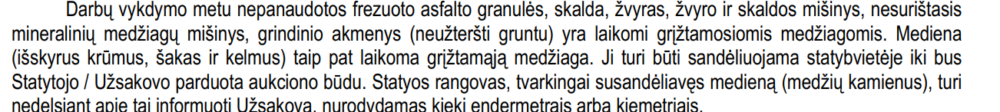 Darbų vykdymo metu nepanaudotos frezuoto asfalto granulės, skalda, žvyras, žvyro ir skaldos mišinys, nesurištasis
mineralinių medžiagų mišinys, grindinio akmenys (neužteršti gruntu) yra laikomi grįžtamosiomis medžiagomis. Mediena
(išskyrus krūmus, šakas ir kelmus) taip pat laikoma grįžtamąją medžiaga. Ji turi būti sandėliuojama statybvietėje iki bus
Statytojo / Užsakovo parduota aukciono būdu. Statyos rangovas, tvarkingai susandėliavęs medieną (medžių kamienus), turi
nedelsiant apie tai informuoti Užsakovą, nurodydamas kiekį endermetrais arba kiemetriais.